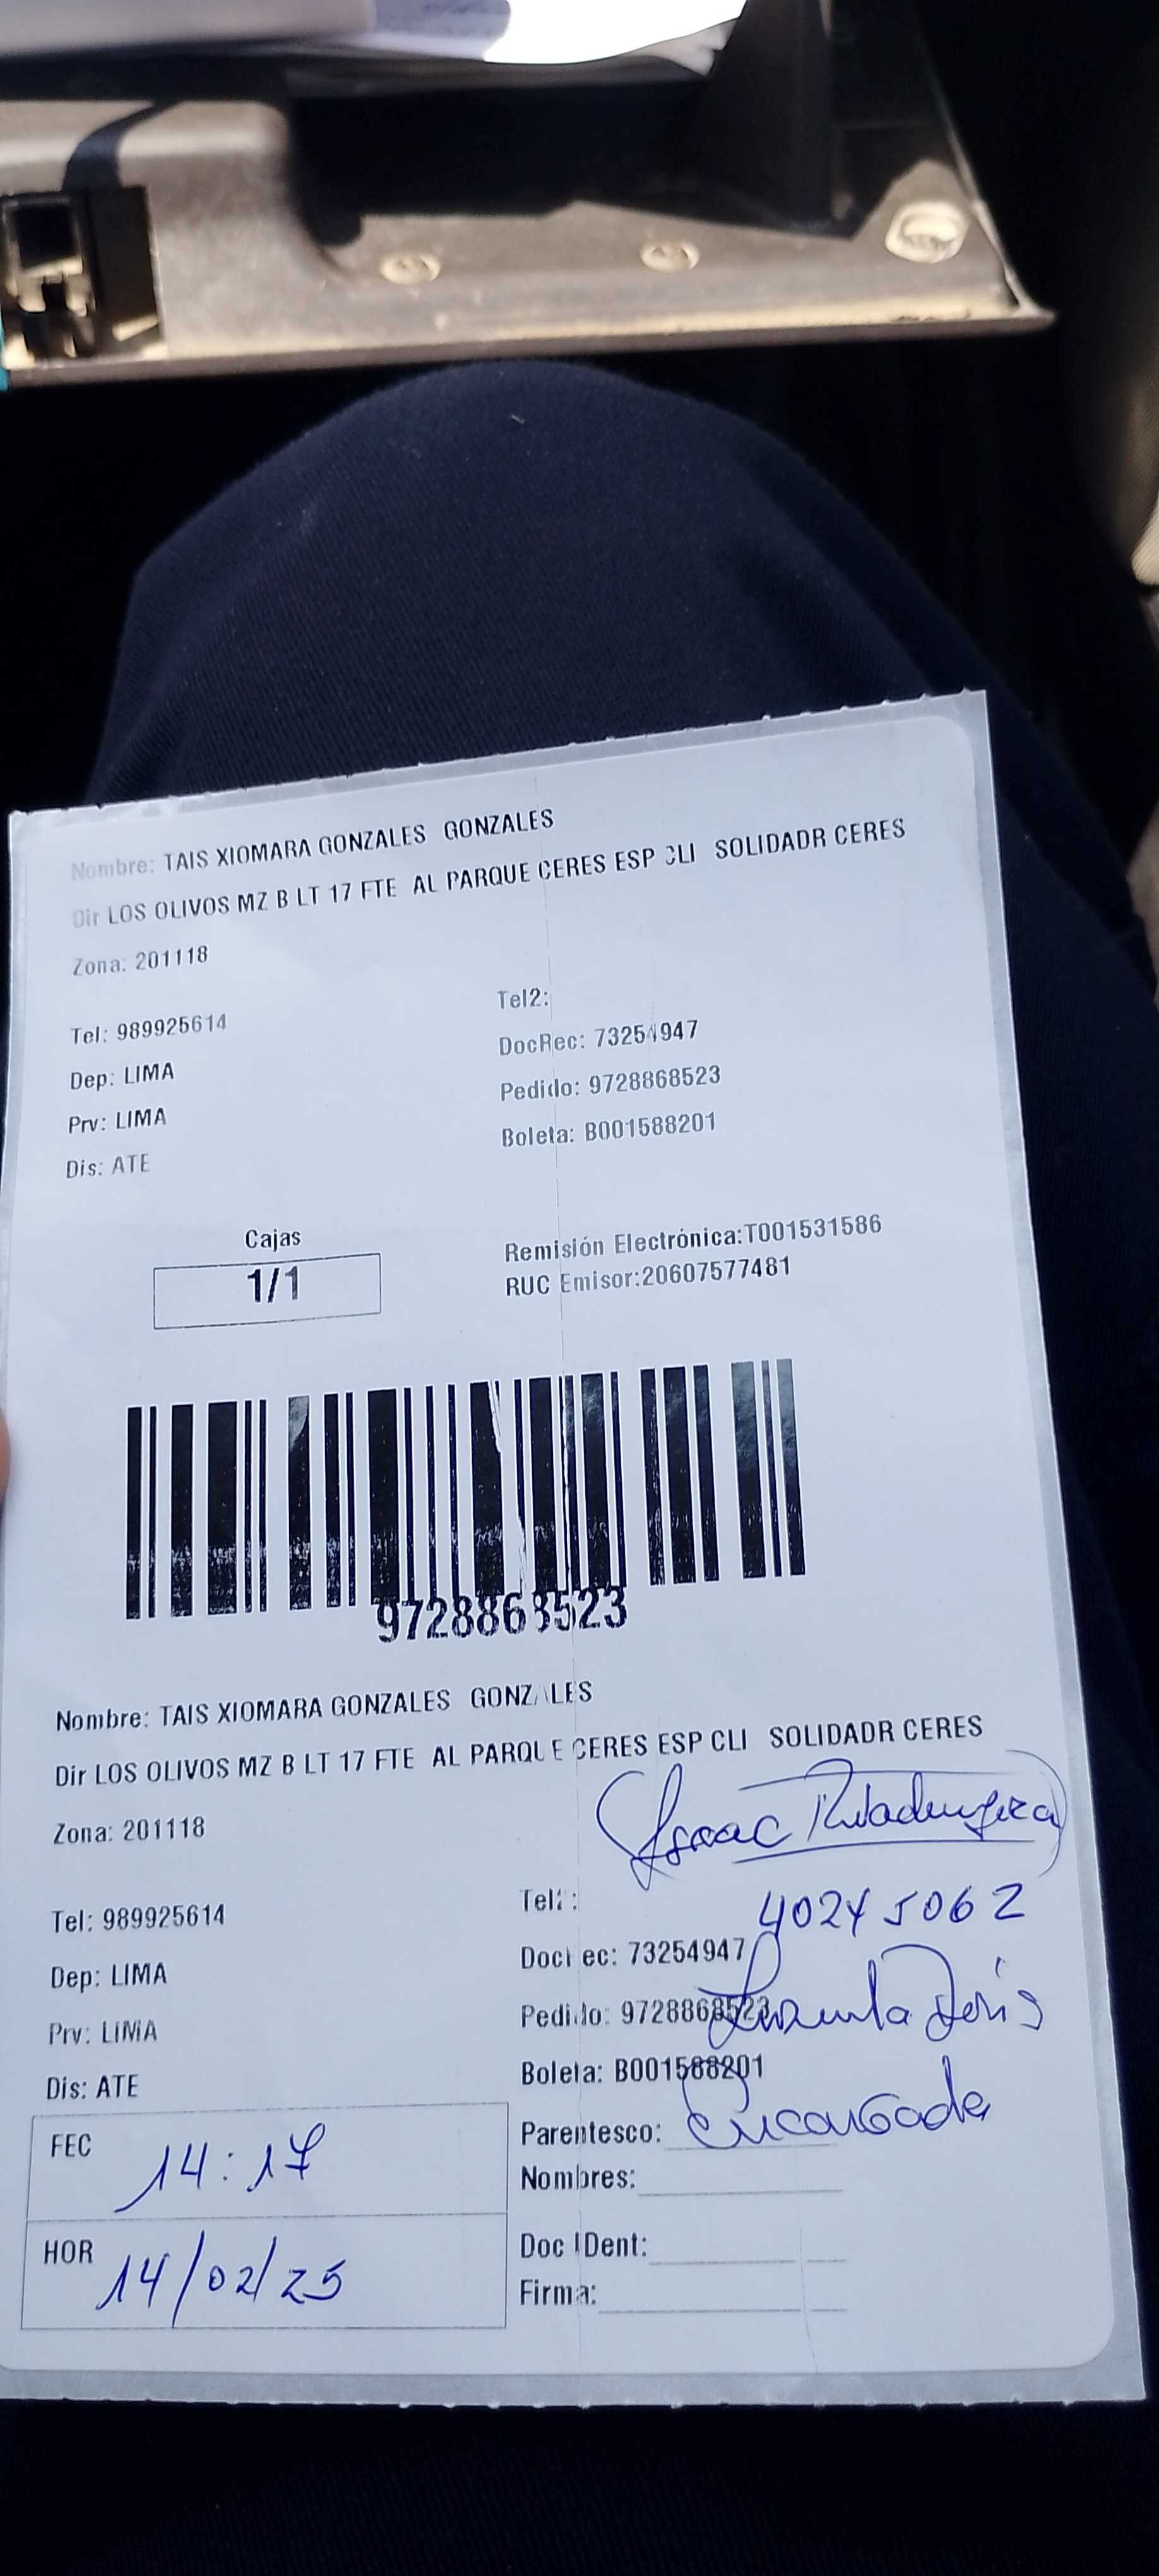 Nombre: TAIS XIOMARA GONZALES GONZALES
Dir LOS OLIVOS MZ B LT 17 FTE AL PARQUE CERES ESP CLI SOLIDADR CERES
Zona: 201118
Tel: 989925614
Tel2:
Dep: LIMA
DocRec: 73254947
Prv: LIMA
Pedido: 9728868523
Dis: ATE
Boleta: B001588201
Cajas
1/1
Remisión Electrónica:T001531586
RUC Emisor:20607577481
9728868523
Nombre: TAIS XIOMARA GONZALES GONZALES
Dir LOS OLIVOS MZ B LT 17 FTE AL PARQUE CERES ESP CLI SOLIDADR CERES
Zona: 201118
Isaac
Tel: 989925614
Tel2:
40245062
Dep: LIMA
DocRec: 73254947
Prv: LIMA
Pedido: 9728868523
Doris
Dis: ATE
Boleta: B001588201
FEC 14:17
Parentesco: Encargada
Nombres:
HOR 14/02/25
Doc IDent:
Firma: